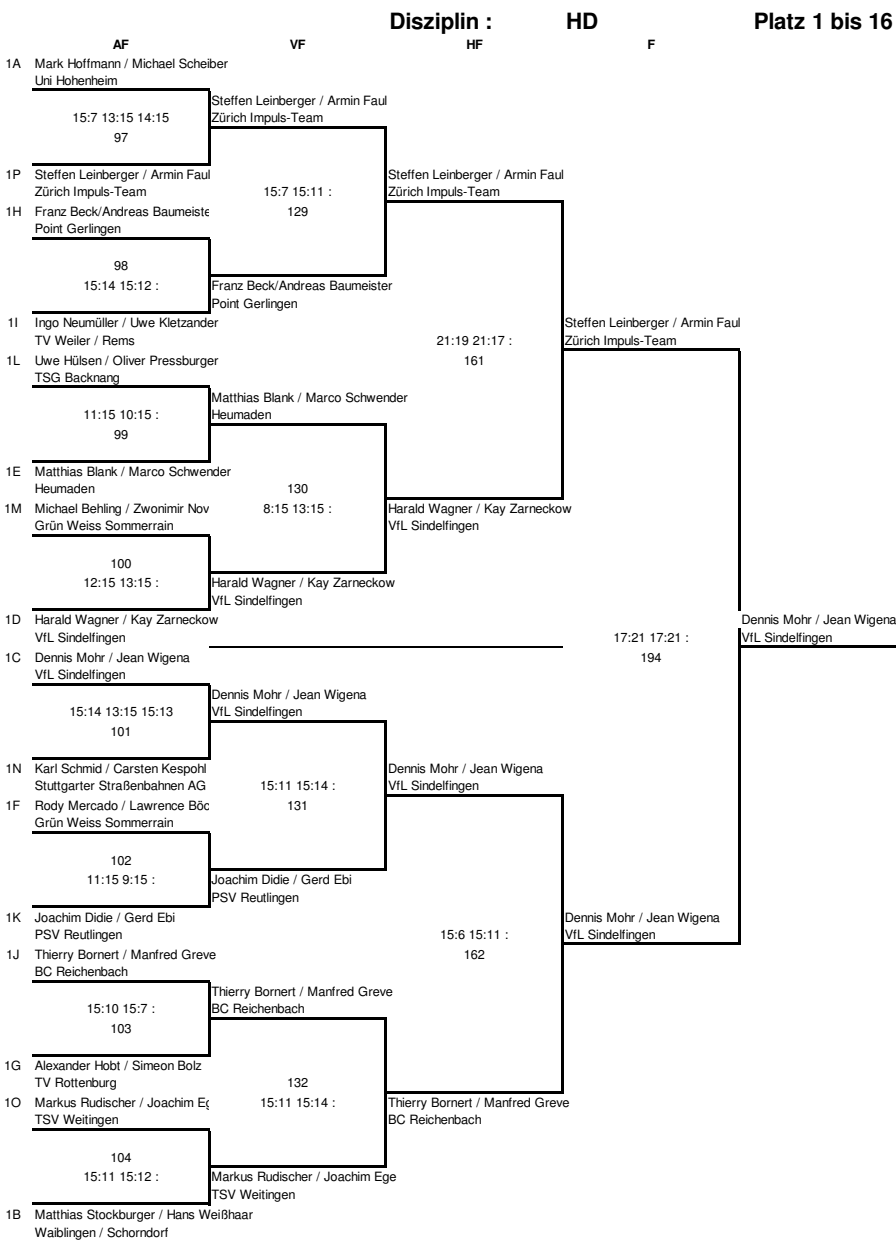 Disziplin : HD Platz 1 bis 16
AF VF HF F
1A Mark Hoffmann / Michael Scheiber
Uni Hohenheim
Steffen Leinberger / Armin Faul
15:7 13:15 14:15 Zürich Impuls-Team
97
1P Steffen Leinberger / Armin Faul Steffen Leinberger / Armin Faul
Zürich Impuls-Team 15:7 15:11 : Zürich Impuls-Team
1H Franz Beck/Andreas Baumeiste 129
Point Gerlingen
98
15:14 15:12 : Franz Beck/Andreas Baumeister
Point Gerlingen
1I Ingo Neumüller / Uwe Kletzander Steffen Leinberger / Armin Faul
TV Weiler / Rems 21:19 21:17 : Zürich Impuls-Team
1L Uwe Hülsen / Oliver Pressburger 161
TSG Backnang
Matthias Blank / Marco Schwender
11:15 10:15 : Heumaden
99
1E Matthias Blank / Marco Schwender
Heumaden 130
1M Michael Behling / Zwonimir Nov 8:15 13:15 : Harald Wagner / Kay Zarneckow
Grün Weiss Sommerrain VfL Sindelfingen
100
12:15 13:15 : Harald Wagner / Kay Zarneckow
VfL Sindelfingen
1D Harald Wagner / Kay Zarneckow Dennis Mohr / Jean Wigena
VfL Sindelfingen 17:21 17:21 : VfL Sindelfingen
1C Dennis Mohr / Jean Wigena 194
VfL Sindelfingen
Dennis Mohr / Jean Wigena
15:14 13:15 15:13 VfL Sindelfingen
101
1N Karl Schmid / Carsten Kespohl Dennis Mohr / Jean Wigena
Stuttgarter Straßenbahnen AG 15:11 15:14 : VfL Sindelfingen
1F Rody Mercado / Lawrence Böc 131
Grün Weiss Sommerrain
102
11:15 9:15 : Joachim Didie / Gerd Ebi
PSV Reutlingen
1K Joachim Didie / Gerd Ebi Dennis Mohr / Jean Wigena
PSV Reutlingen 15:6 15:11 : VfL Sindelfingen
1J Thierry Bornert / Manfred Greve 162
BC Reichenbach
Thierry Bornert / Manfred Greve
15:10 15:7 : BC Reichenbach
103
1G Alexander Hobt / Simeon Bolz
TV Rottenburg 132
1O Markus Rudischer / Joachim Eg 15:11 15:14 : Thierry Bornert / Manfred Greve
TSV Weitingen BC Reichenbach
104
15:11 15:12 : Markus Rudischer / Joachim Ege
TSV Weitingen
1B Matthias Stockburger / Hans Weißhaar
Waiblingen / Schorndorf